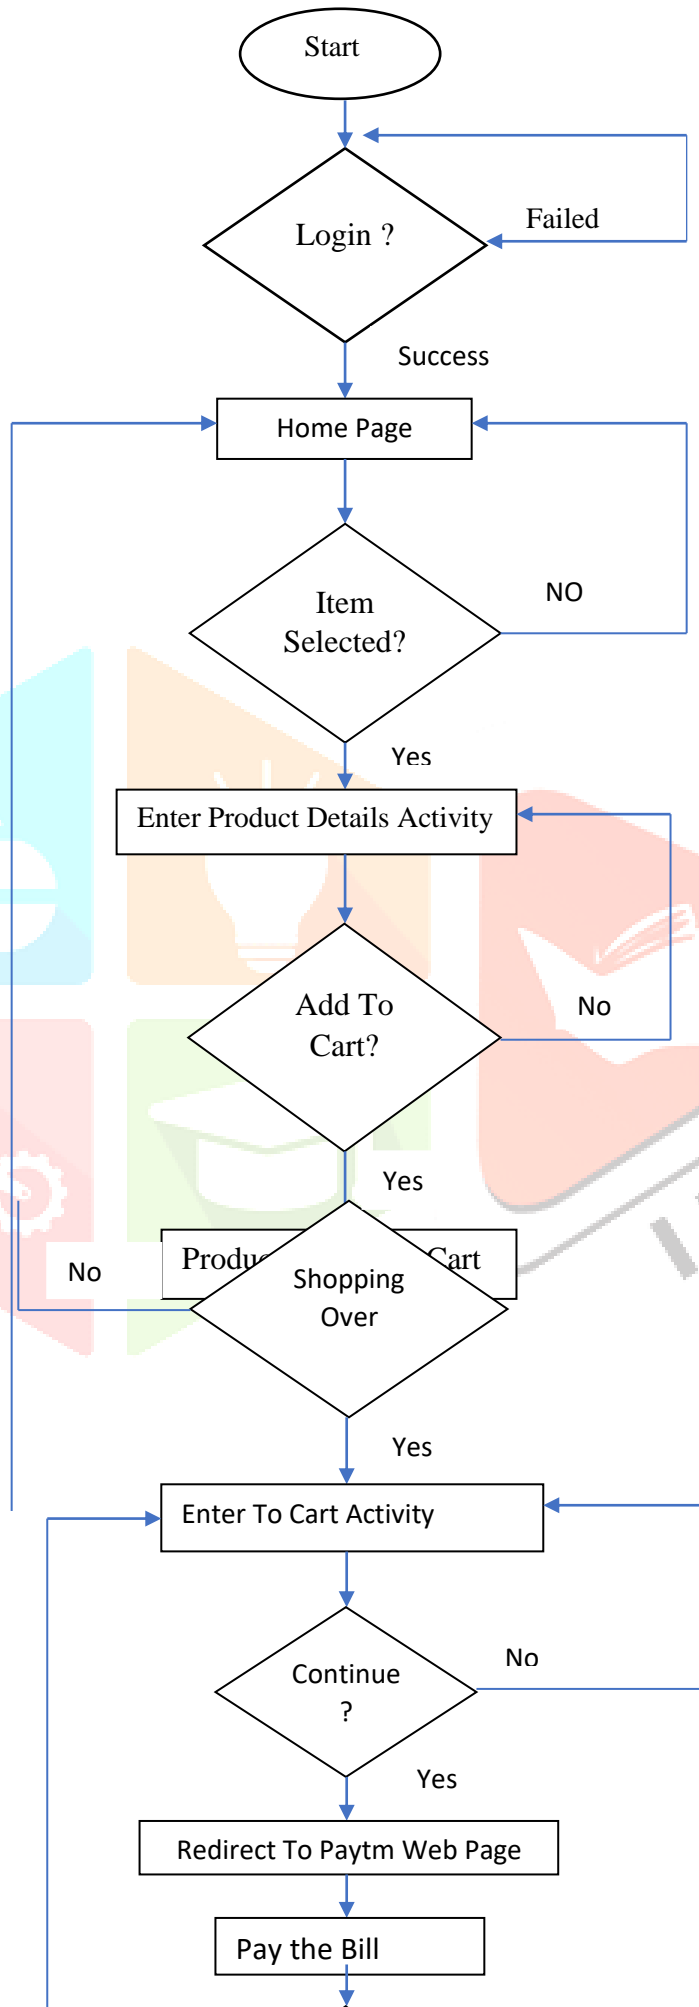 Start
Login ?
Failed
Success
Home Page
Item
Selected?
NO
Yes
Enter Product Details Activity
Add To
Cart?
No
Yes
Cart
No
Shopping
Over
Yes
Enter To Cart Activity
Continue
?
No
Yes
Redirect To Paytm Web Page
Pay the Bill